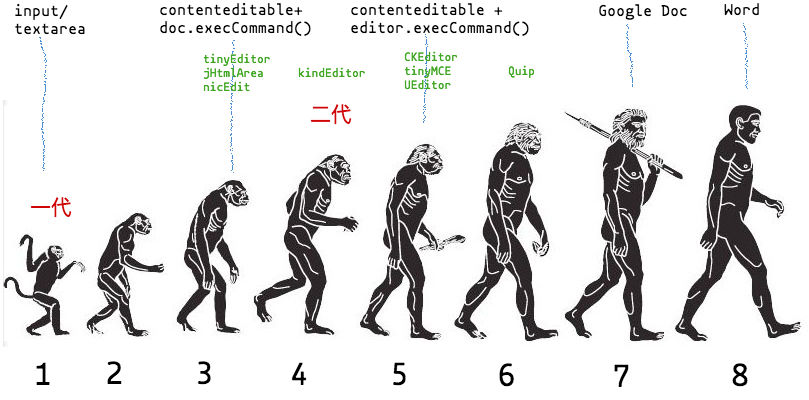 input/
textarea
contenteditable+
doc.execCommand()
contenteditable +
editor.execCommand()
Google Doc
Word
tinyEditor
jHtmlArea
nicEdit
kindEditor
CKEditor
tinyMCE
UEditor
Quip
二代
一代
1 2 3 4 5 6 7 8